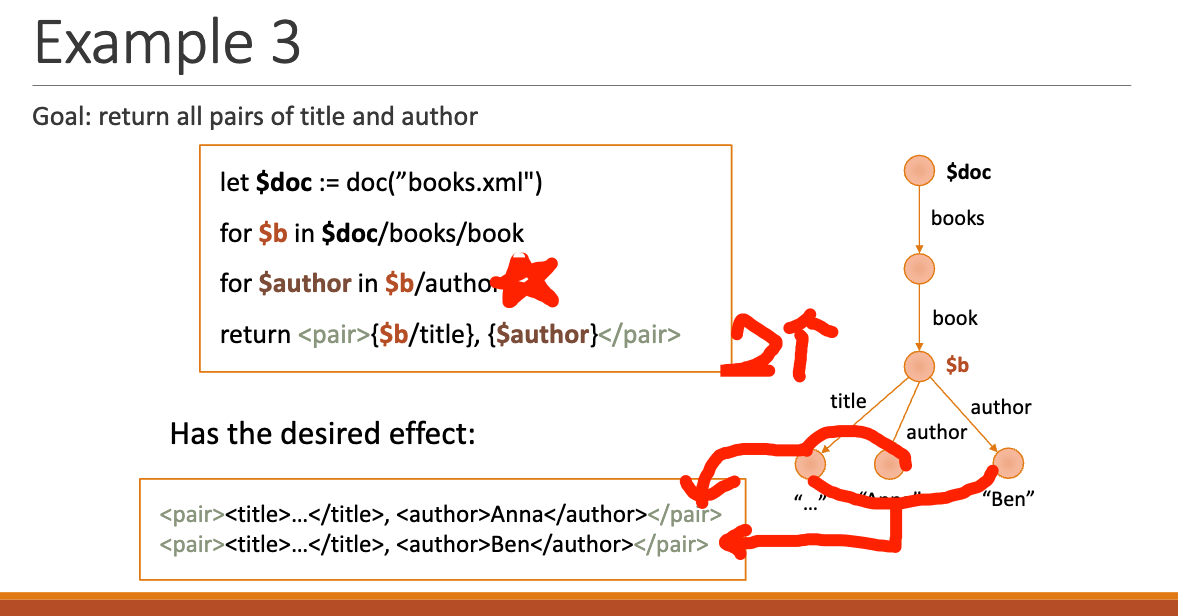 Example 3
Goal: return all pairs of title and author
let $doc := doc("books.xml")
for $b in $doc/books/book
for $author in $b/author
return <pair>{$b/title}, {$author}</pair>
Has the desired effect:
<pair><title>...</title>, <author>Anna</author></pair>
<pair><title>...</title>, <author>Ben</author></pair>
$doc
books
book
$b
title
author
author
"..."
"Anna"
"Ben"